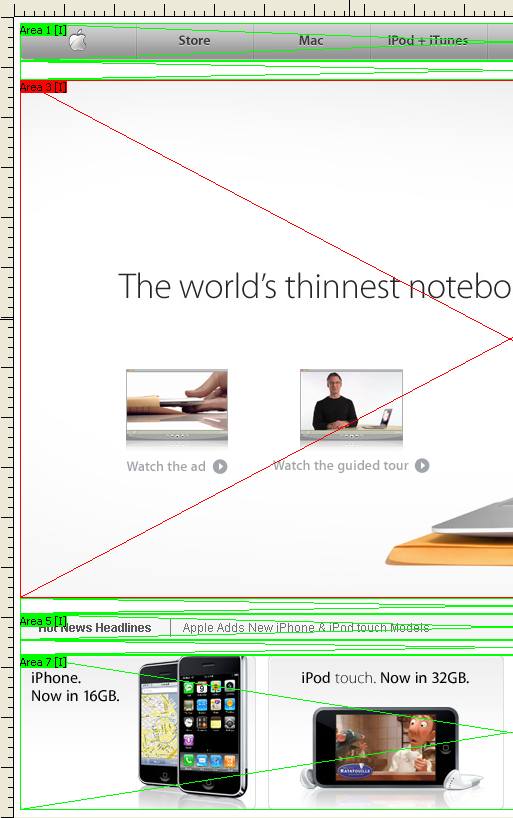 Area 1 [I]
Store
Mac
iPod + iTunes
Area 3 [I]
The world's thinnest notebo
Watch the ad
Watch the guided tour
Area 5 [I]
Hot News Headlines
Apple Adds New iPhone & iPod touch Models
Area 7 [I]
iPhone.
Now in 16GB.
iPod touch. Now in 32GB.
RATATOUILLE